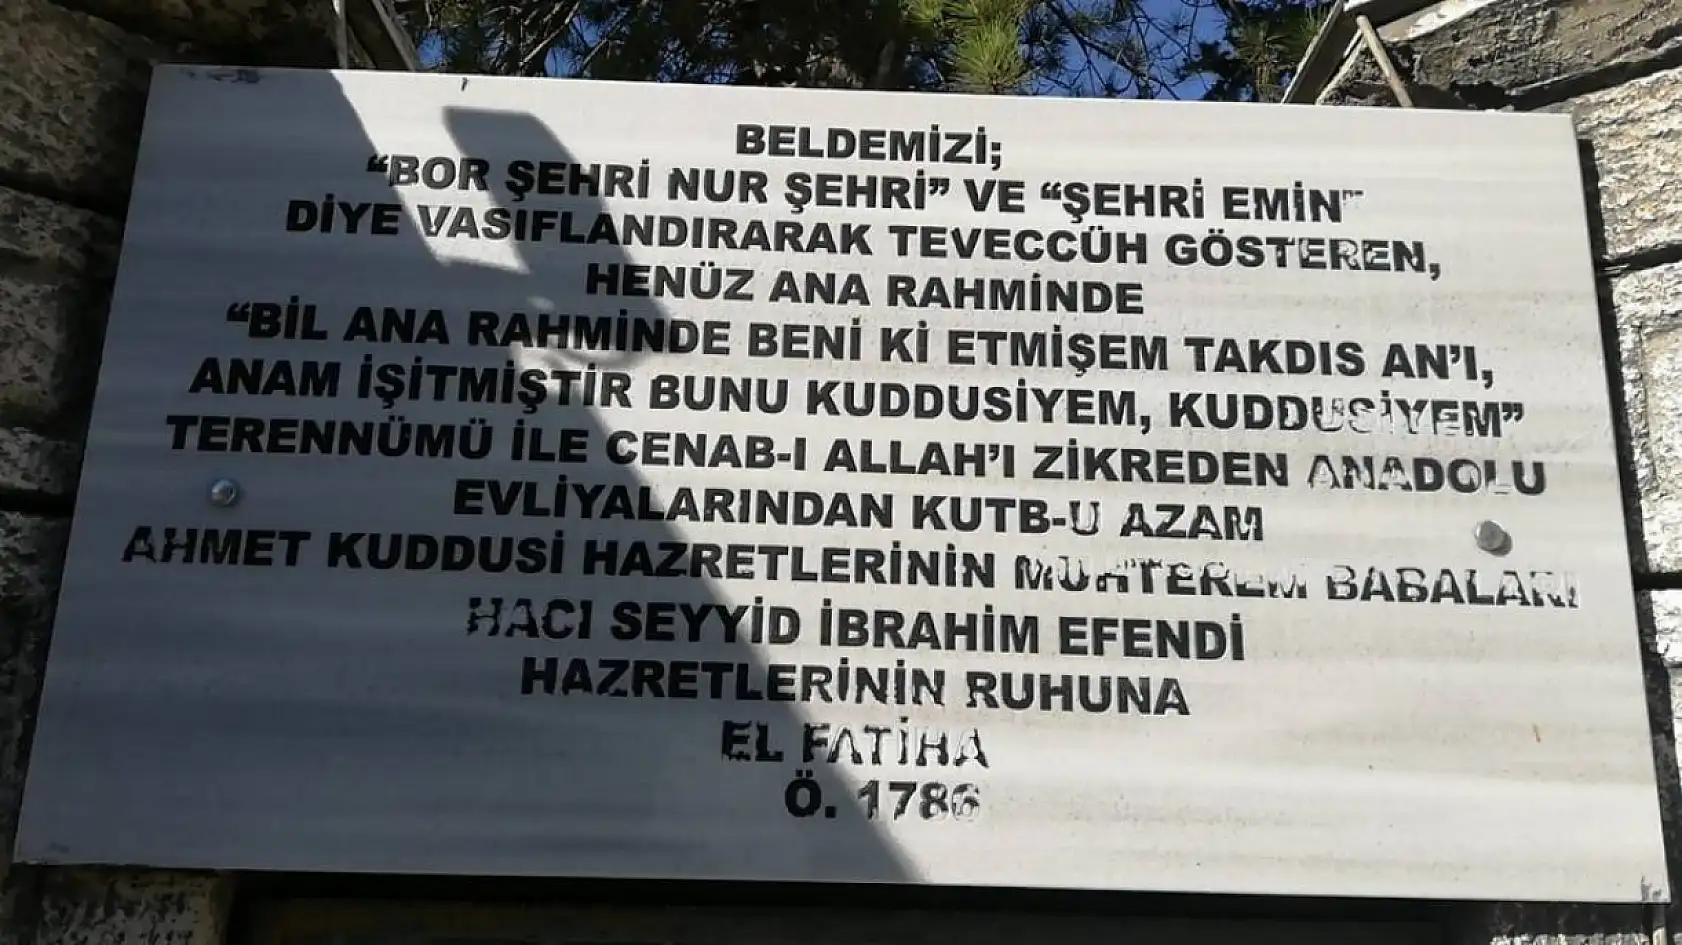 BELDEMİZİ;
“BOR ŞEHRİ NUR ŞEHRİ” VE “ŞEHRİ EMİN”
DİYE VASIFLANDIRARAK TEVECCÜH GÖSTEREN,
HENÜZ ANA RAHMİNDE
“BİL ANA RAHMİNDE BENİ Kİ ETMİŞEM TAKDIS AN’I,
ANAM İŞİTMİŞTİR BUNU KUDDUSİYEM, KUDDUSİYEM”
TERENNÜMÜ İLE CENAB-I ALLAH’I ZİKREDEN ANADOLU
EVLİYALARINDAN KUTB-U AZAM
AHMET KUDDUSİ HAZRETLERİNİN MUHTEREM BABALARI
HACI SEYYİD İBRAHİM EFENDİ
HAZRETLERİNİN RUHUNA
EL FATİHA
Ö. 1786